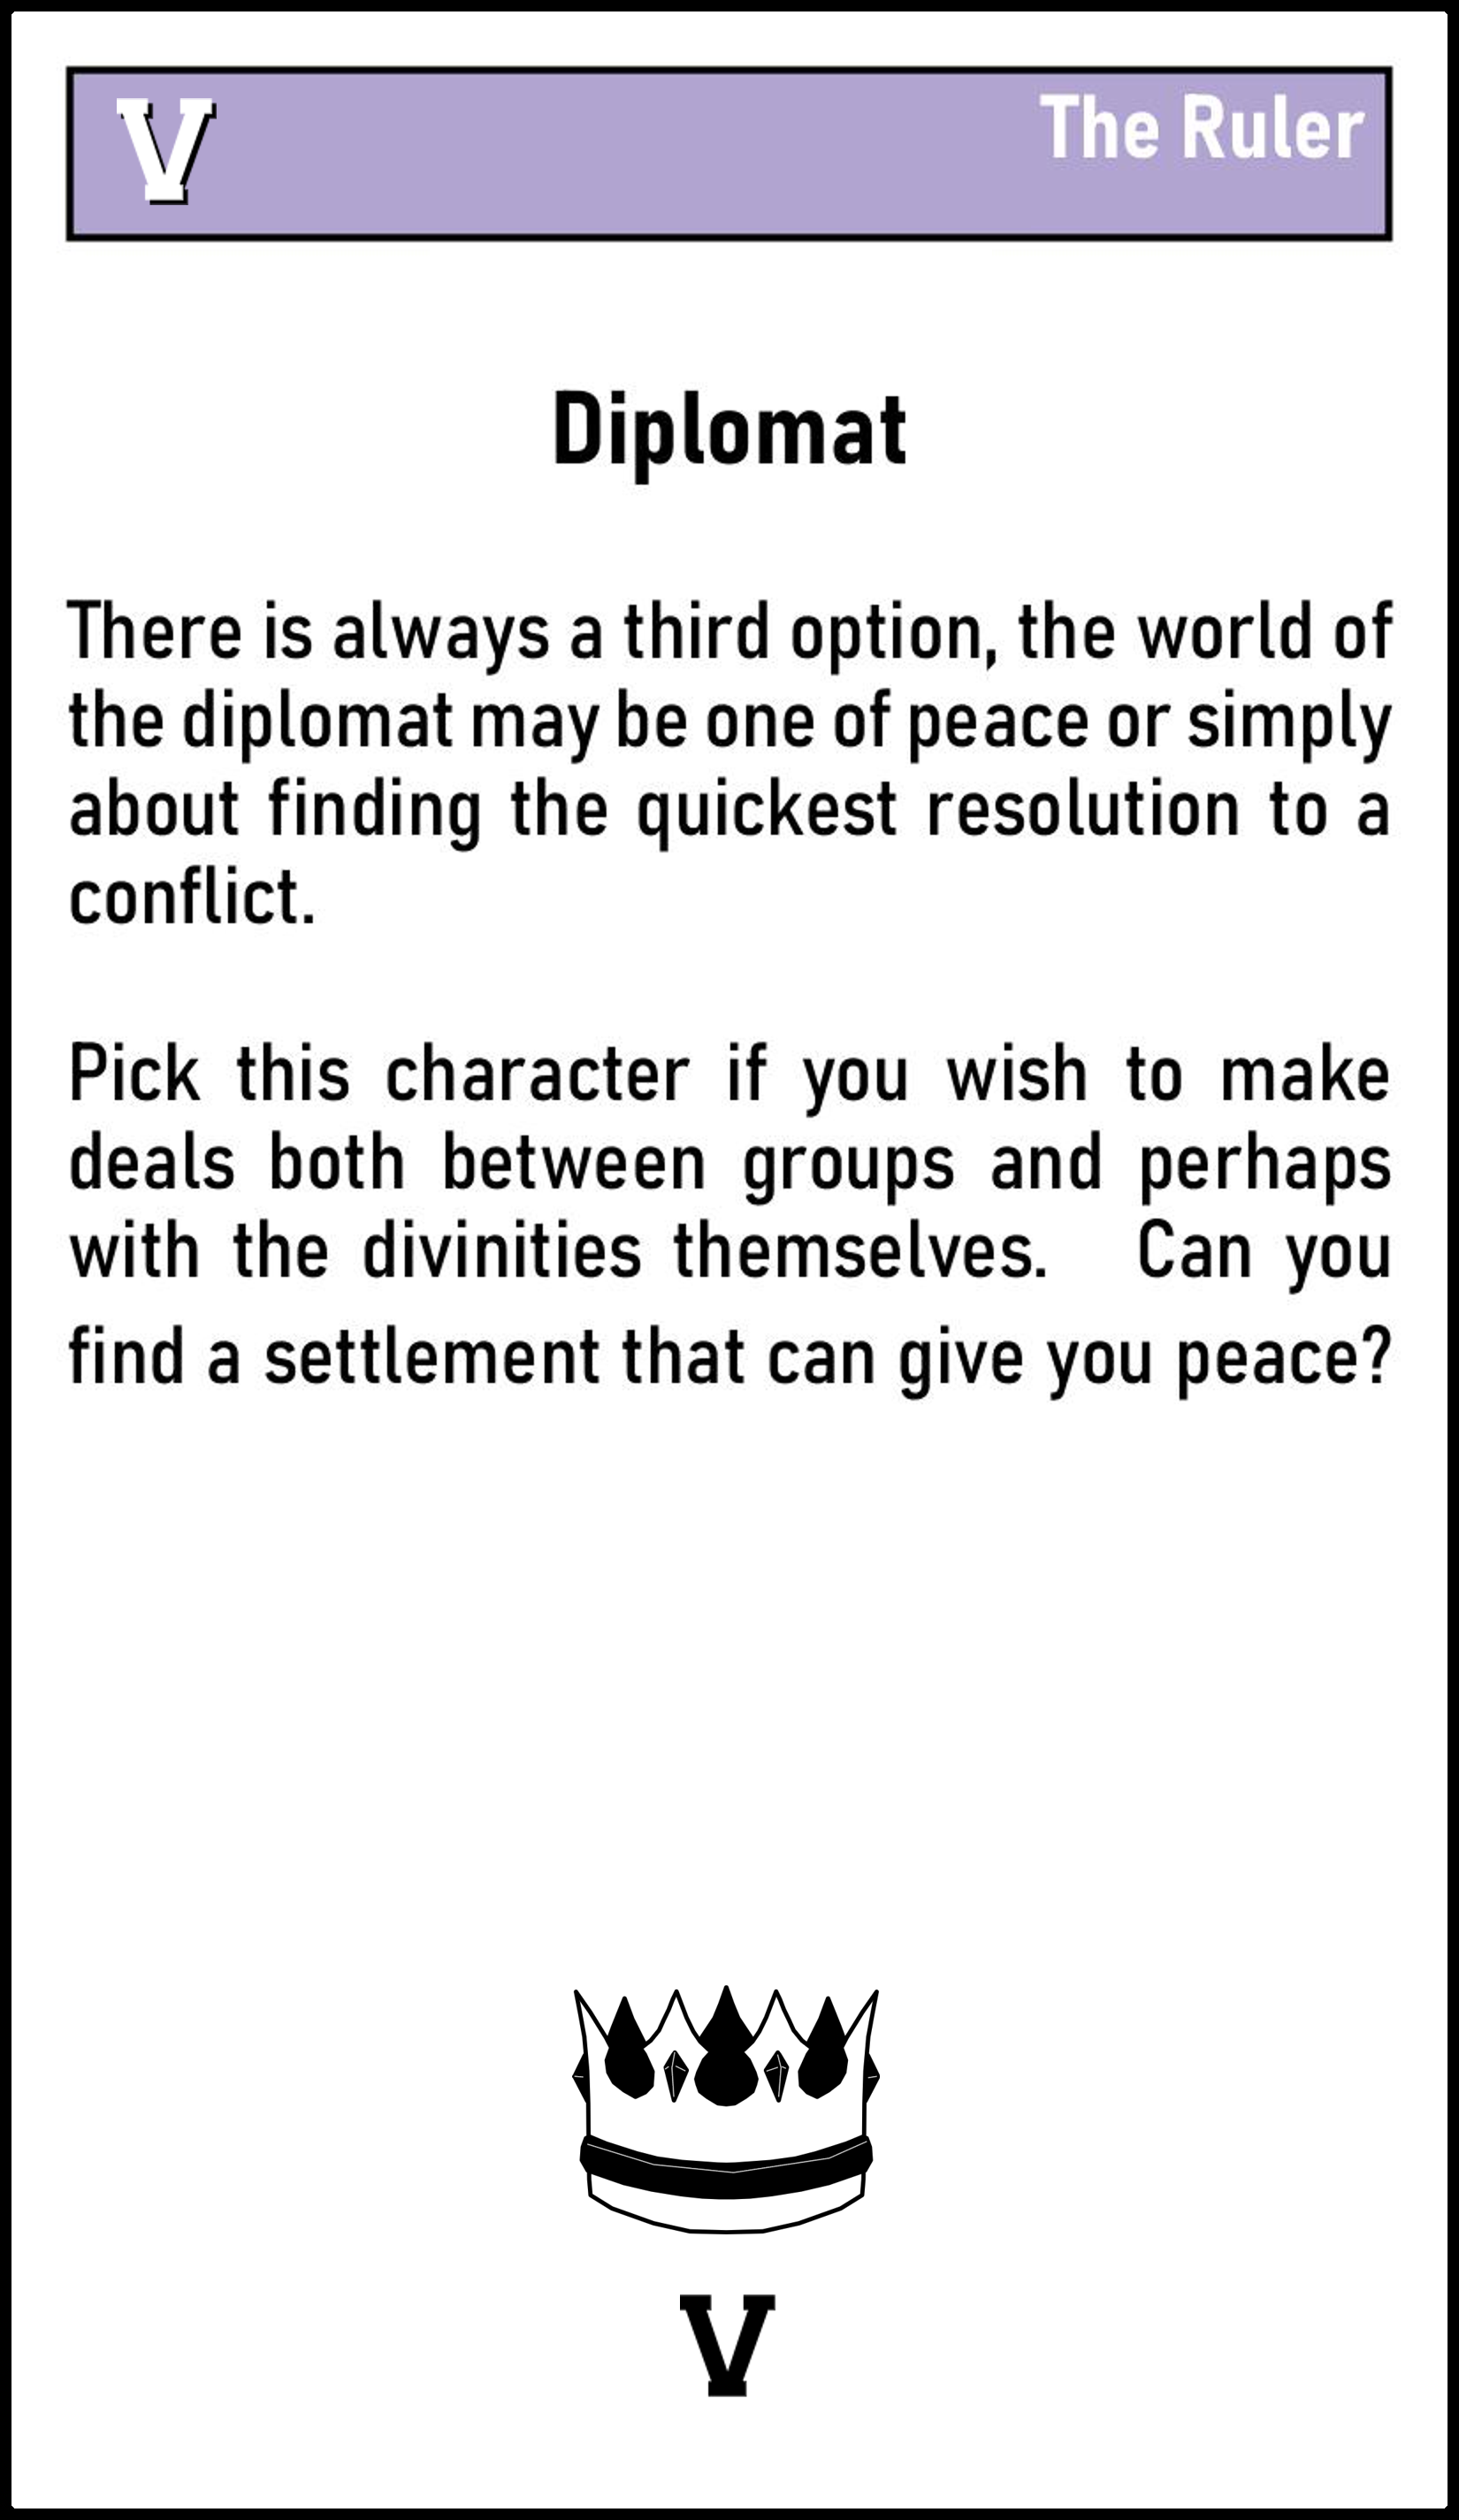 V
The Ruler
Diplomat
There is always a third option, the world of
the diplomat may be one of peace or simply
about finding the quickest resolution to a
conflict.
Pick this character if you wish to make
deals both between groups and perhaps
with the divinities themselves. Can you
find a settlement that can give you peace?
V